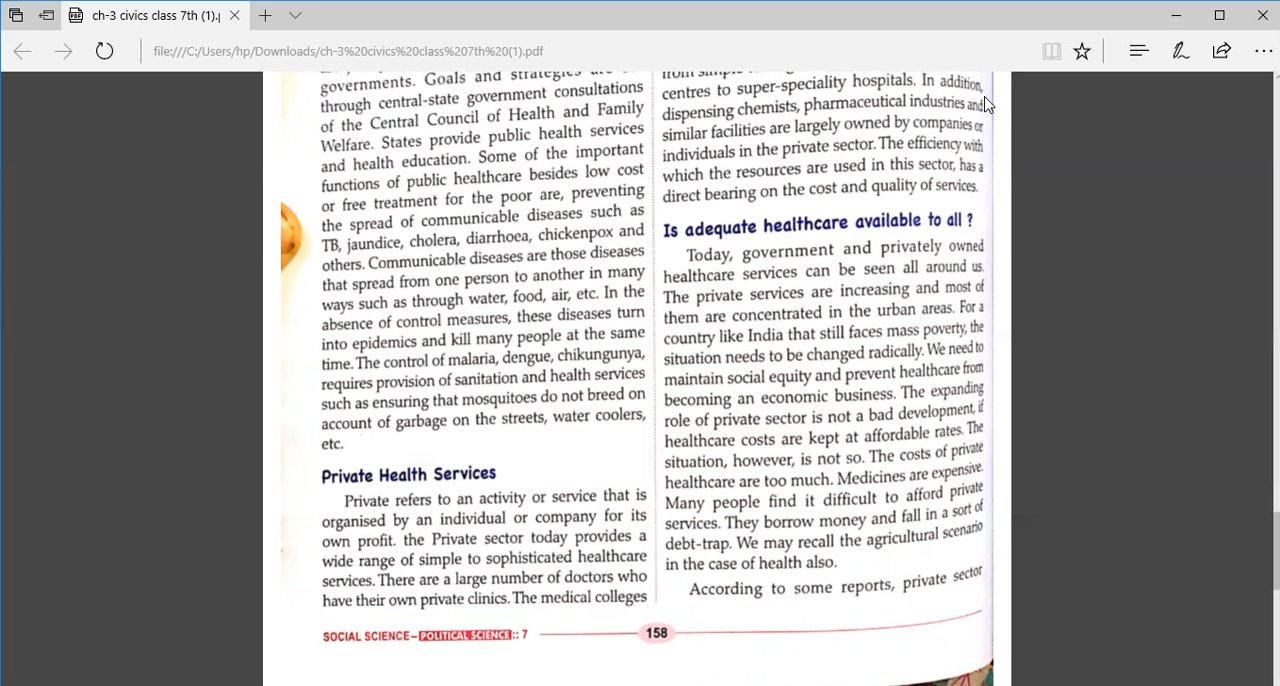 ch-3 civics class 7th (1).p
file:///C:/Users/hp/Downloads/ch-3%20civics%20class%207th%20(1).pdf
governments. Goals and strategies
through central-state government consultations
of the Central Council of Health and Family
Welfare. States provide public health services
and health education. Some of the important
functions of public healthcare besides low cost
or free treatment for the poor are, preventing
the spread of communicable diseases such as
TB, jaundice, cholera, diarrhoea, chickenpox and
others. Communicable diseases are those diseases
that spread from one person to another in many
ways such as through water, food, air, etc. In the
absence of control measures, these diseases turn
into epidemics and kill many people at the same
time. The control of malaria, dengue, chikungunya,
requires provision of sanitation and health services
such as ensuring that mosquitoes do not breed on
account of garbage on the streets, water coolers,
etc.
Private Health Services
Private refers to an activity or service that is
organised by an individual or company for its
own profit. the Private sector today provides a
wide range of simple to sophisticated healthcare
services. There are a large number of doctors who
have their own private clinics. The medical colleges
from simple
centres to super-speciality hospitals. In addition,
dispensing chemists, pharmaceutical industries and
similar facilities are largely owned by companies or
individuals in the private sector. The efficiency with
which the resources are used in this sector, has a
direct bearing on the cost and quality of services.
Is adequate healthcare available to all ?
Today, government and privately owned
healthcare services can be seen all around us.
The private services are increasing and most of
them are concentrated in the urban areas. For a
country like India that still faces mass poverty, the
situation needs to be changed radically. We need to
maintain social equity and prevent healthcare from
becoming an economic business. The expanding
role of private sector is not a bad development, if
healthcare costs are kept at affordable rates. The
situation, however, is not so. The costs of private
healthcare are too much. Medicines are expensive.
Many people find it difficult to afford private
services. They borrow money and fall in a sort of
debt-trap. We may recall the agricultural scenario
in the case of health also.
According to some reports, private sector
SOCIAL SCIENCE–POLITICAL SCIENCE:: 7
158